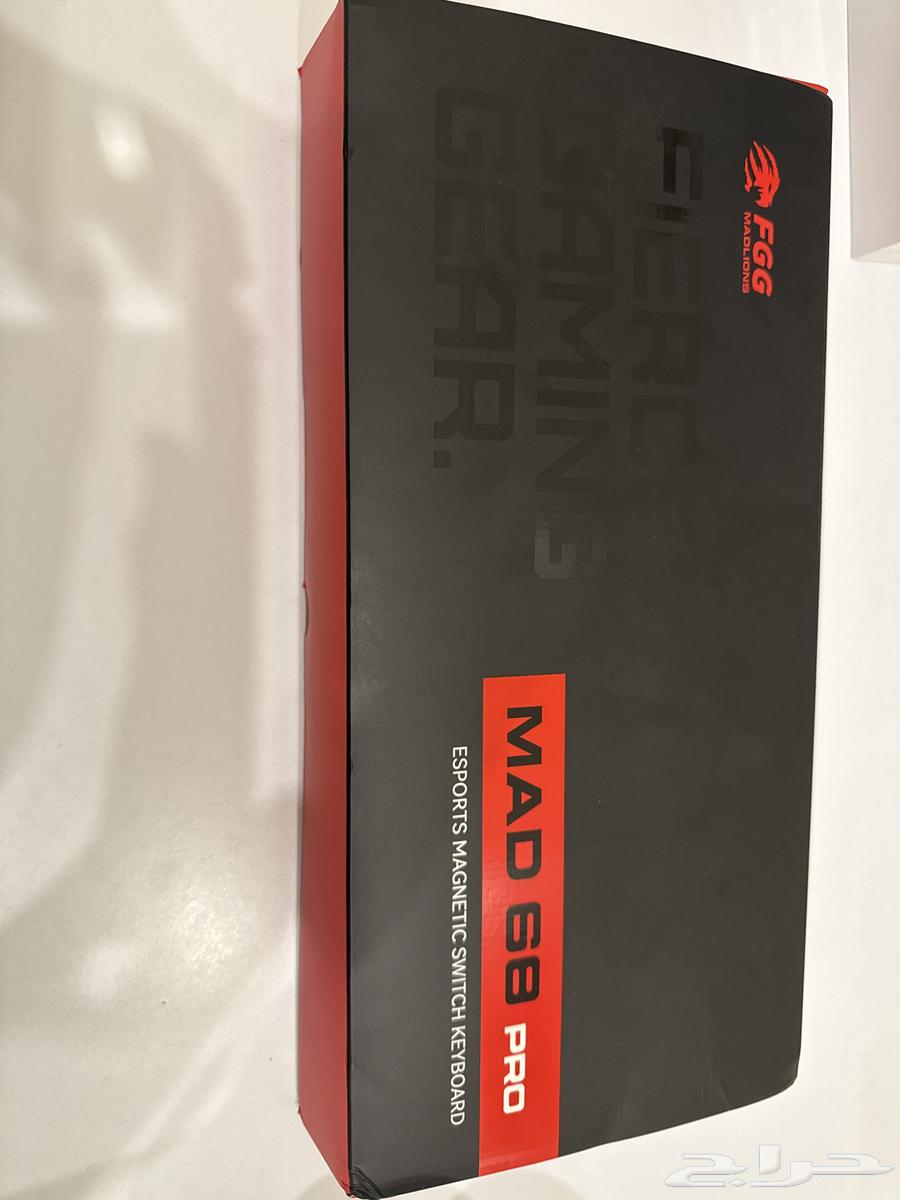 FGG
MADLIONS
FIERCE
GAMING
GEAR.
MAD 68 PRO
ESPORTS MAGNETIC SWITCH KEYBOARD
حراج